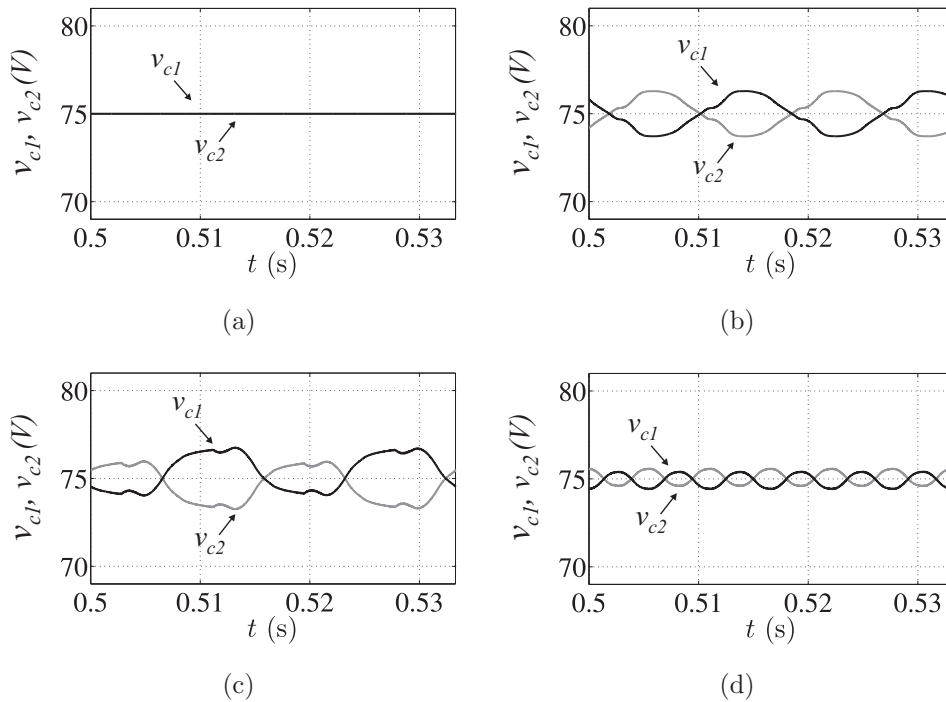 v_c1, v_c2 (V)
80
75
70
v_c1
v_c2
0.5 0.51 0.52 0.53
t (s)
(a)
v_c1, v_c2 (V)
80
75
70
v_c1
v_c2
0.5 0.51 0.52 0.53
t (s)
(b)
v_c1, v_c2 (V)
80
75
70
v_c1
v_c2
0.5 0.51 0.52 0.53
t (s)
(c)
v_c1, v_c2 (V)
80
75
70
v_c1
v_c2
0.5 0.51 0.52 0.53
t (s)
(d)